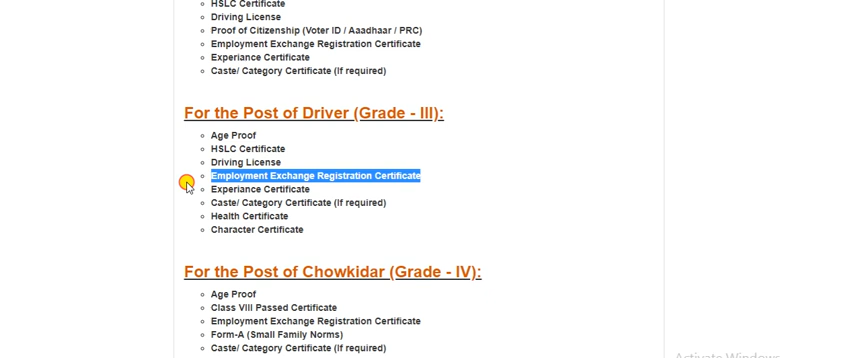 HSLC Certificate
Driving License
Proof of Citizenship (Voter ID / Aaadhaar / PRC)
Employment Exchange Registration Certificate
Experiance Certificate
Caste/ Category Certificate (If required)
For the Post of Driver (Grade - III):
Age Proof
HSLC Certificate
Driving License
Employment Exchange Registration Certificate
Experiance Certificate
Caste/ Category Certificate (If required)
Health Certificate
Character Certificate
For the Post of Chowkidar (Grade - IV):
Age Proof
Class VIII Passed Certificate
Employment Exchange Registration Certificate
Form-A (Small Family Norms)
Caste/ Category Certificate (If required)
Activate Windows